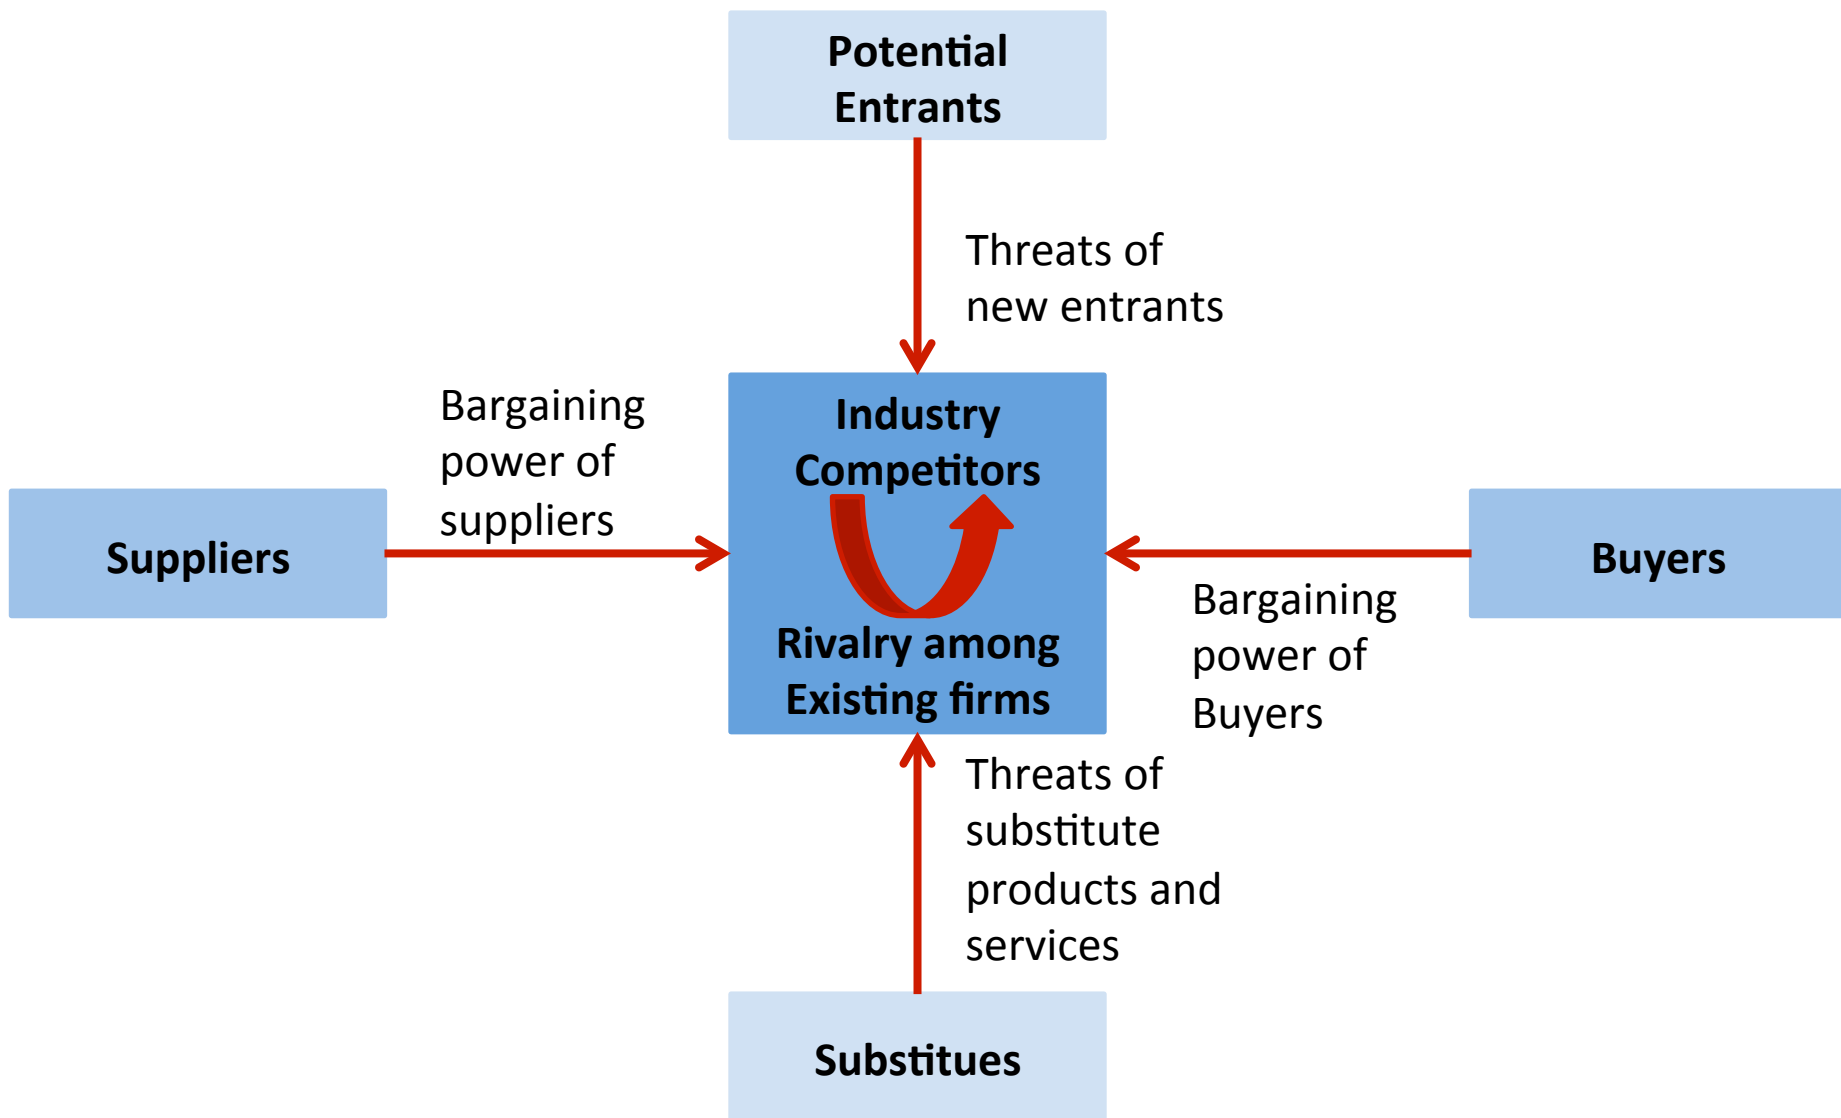 Potential
Entrants
Threats of
new entrants
Bargaining
power of
suppliers
Industry
Competitors
Suppliers
Buyers
Rivalry among
Existing firms
Bargaining
power of
Buyers
Threats of
substitute
products and
services
Substitues